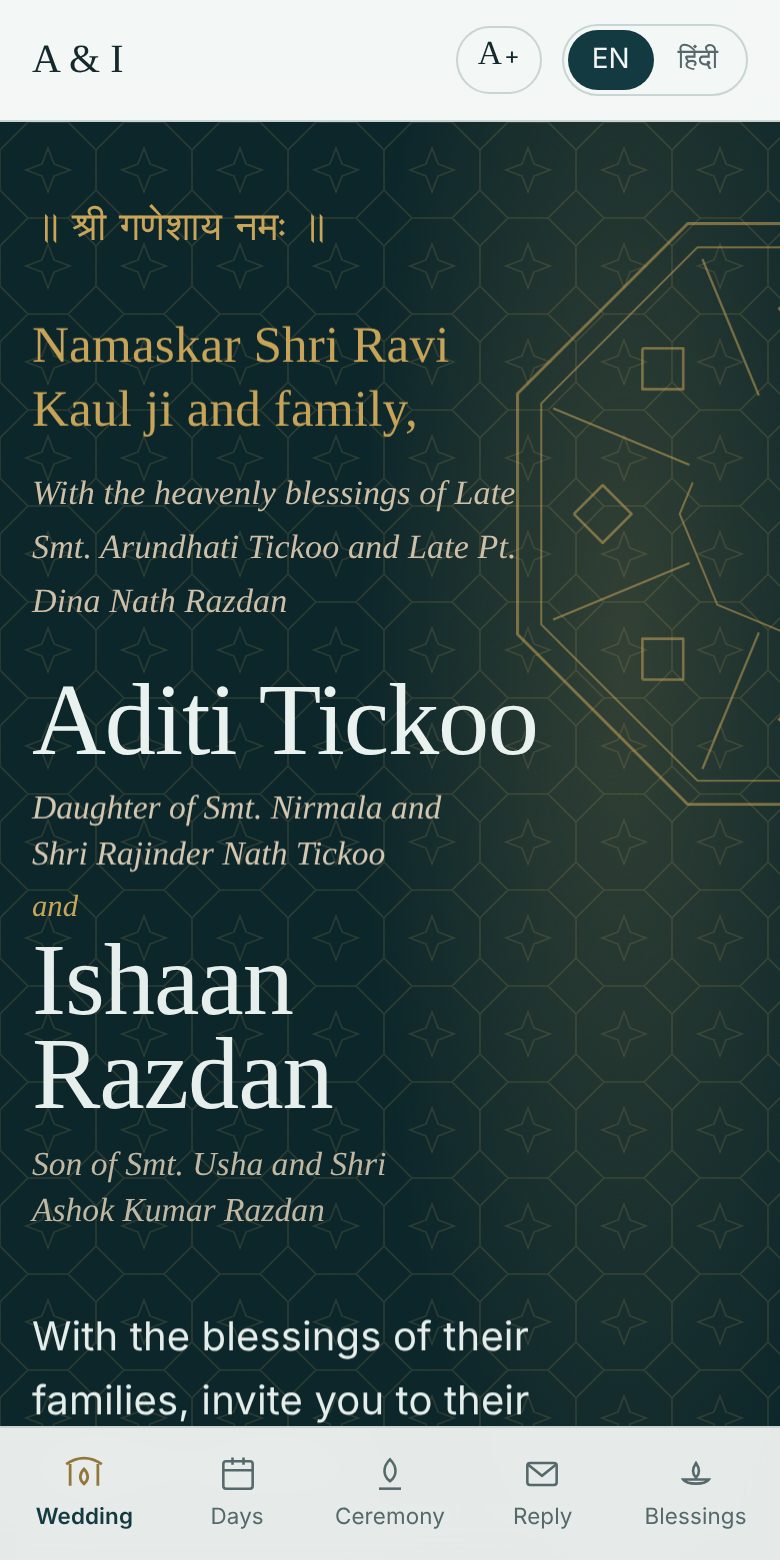 A & I
A+
EN
हिंदी
॥ श्री गणेशाय नमः ॥
Namaskar Shri Ravi
Kaul ji and family,
With the heavenly blessings of Late
Smt. Arundhati Tickoo and Late Pt.
Dina Nath Razdan
Aditi Tickoo
Daughter of Smt. Nirmala and
Shri Rajinder Nath Tickoo
and
Ishaan
Razdan
Son of Smt. Usha and Shri
Ashok Kumar Razdan
With the blessings of their
families, invite you to their
Wedding
Days
Ceremony
Reply
Blessings